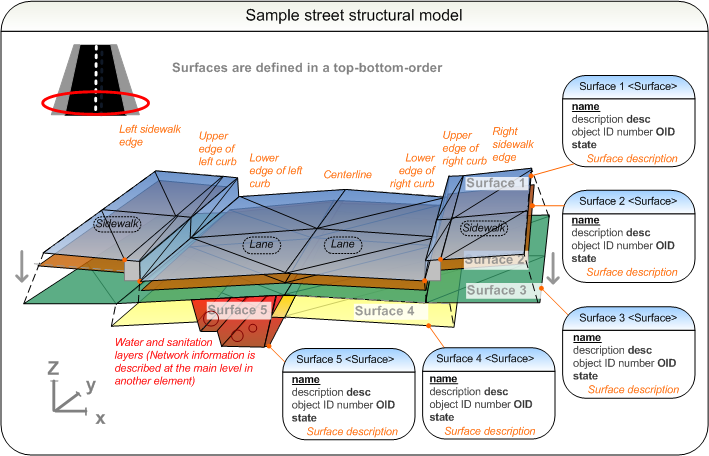 Sample street structural model
Surfaces are defined in a top-bottom-order
Left sidewalk
edge
Upper
edge of
left curb
Lower
edge of left
curb
Centerline
Lower
edge of
right curb
Upper
edge of
right curb
Right
sidewalk
edge
Surface 1
Sidewalk
Lane
Lane
Sidewalk
Surface 2
Surface 3
Surface 4
Surface 5
Water and sanitation
layers (Network information is
described at the main level in
another element)
Z
y
x
Surface 1 <Surface>
name
description desc
object ID number OID
state
Surface description
Surface 2 <Surface>
name
description desc
object ID number OID
state
Surface description
Surface 3 <Surface>
name
description desc
object ID number OID
state
Surface description
Surface 4 <Surface>
name
description desc
object ID number OID
state
Surface description
Surface 5 <Surface>
name
description desc
object ID number OID
state
Surface description